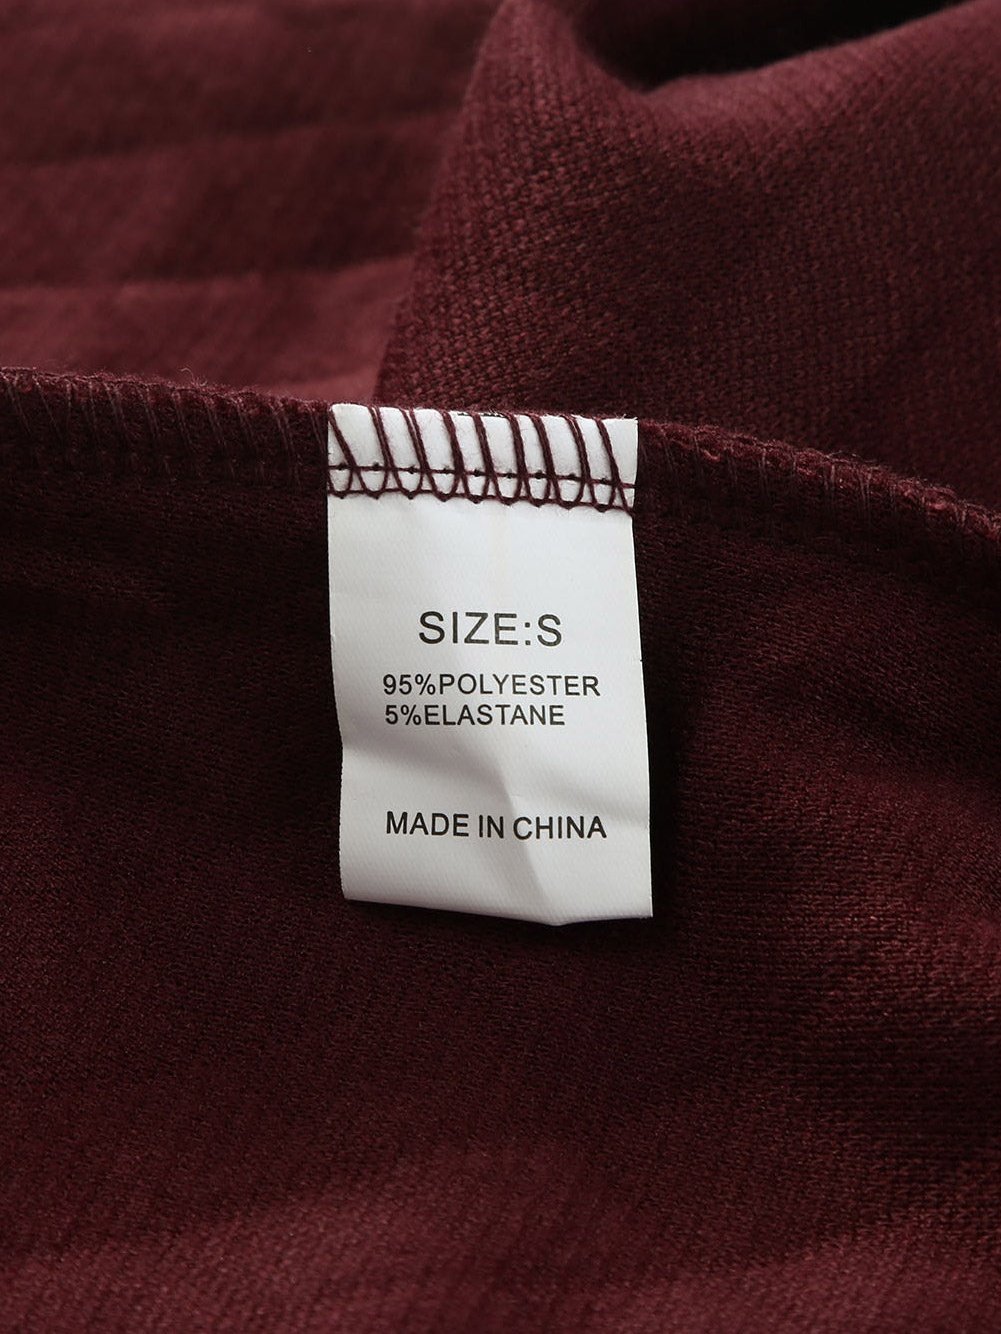 SIZE:S
95%POLYESTER
5%ELASTANE
MADE IN CHINA